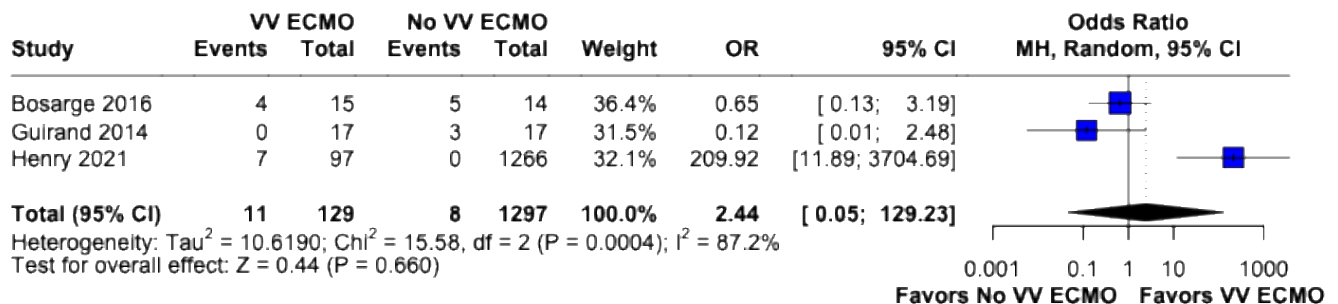 VV ECMO No VV ECMO Odds Ratio
Study Events Total Events Total Weight OR 95% CI MH, Random, 95% CI
Bosarge 2016 4 15 5 14 36.4% 0.65 [ 0.13; 3.19]
Guirand 2014 0 17 3 17 31.5% 0.12 [ 0.01; 2.48]
Henry 2021 7 97 0 1266 32.1% 209.92 [11.89; 3704.69]
Total (95% CI) 11 129 8 1297 100.0% 2.44 [ 0.05; 129.23]
Heterogeneity: Tau² = 10.6190; Chi² = 15.58, df = 2 (P = 0.0004); I² = 87.2%
Test for overall effect: Z = 0.44 (P = 0.660)
0.001 0.1 1 10 1000
Favors No VV ECMO Favors VV ECMO